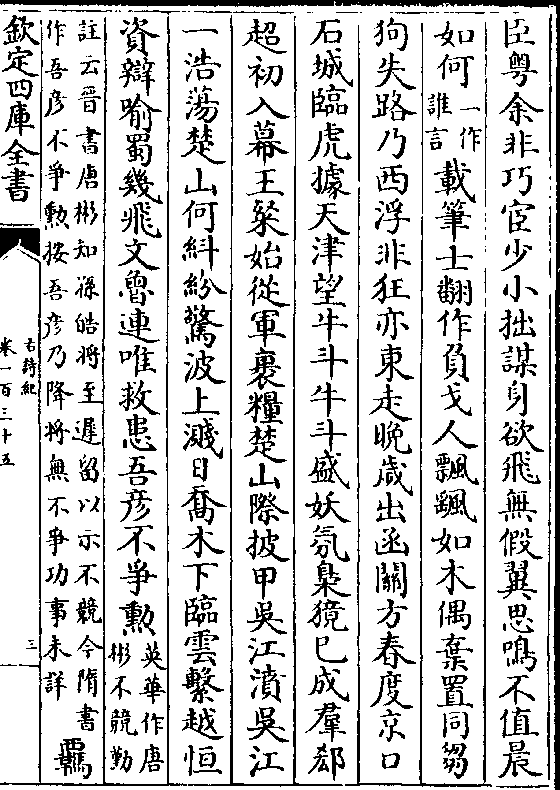 臣粤余非巧宦少小拙謀身欲飛無假翼思鳴不值晨
如何一作誰言載筆士翻作負戈人飄颻如木偶棄置同芻
狗失路乃西浮非狂亦東走晚歳出函關方春度京口
石城臨虎據天津望牛斗牛斗盛妖氛梟獍已成羣郄
超初入幕王粲始從軍裹糧楚山際披甲吳江濆吳江
一浩蕩楚山何糾紛驚波上濺日喬木下臨雲繫越恒
資辯喻蜀幾飛文魯連唯救患吾彦不爭勲英華作唐彬不競勤
註云晉書唐彬知孫皓將至遲留以示不競今隋書
作吾彦不爭勲按吾彦乃降將無不爭功事未詳
羈
欽定四庫全書
古詩紀
卷一百三十五
三